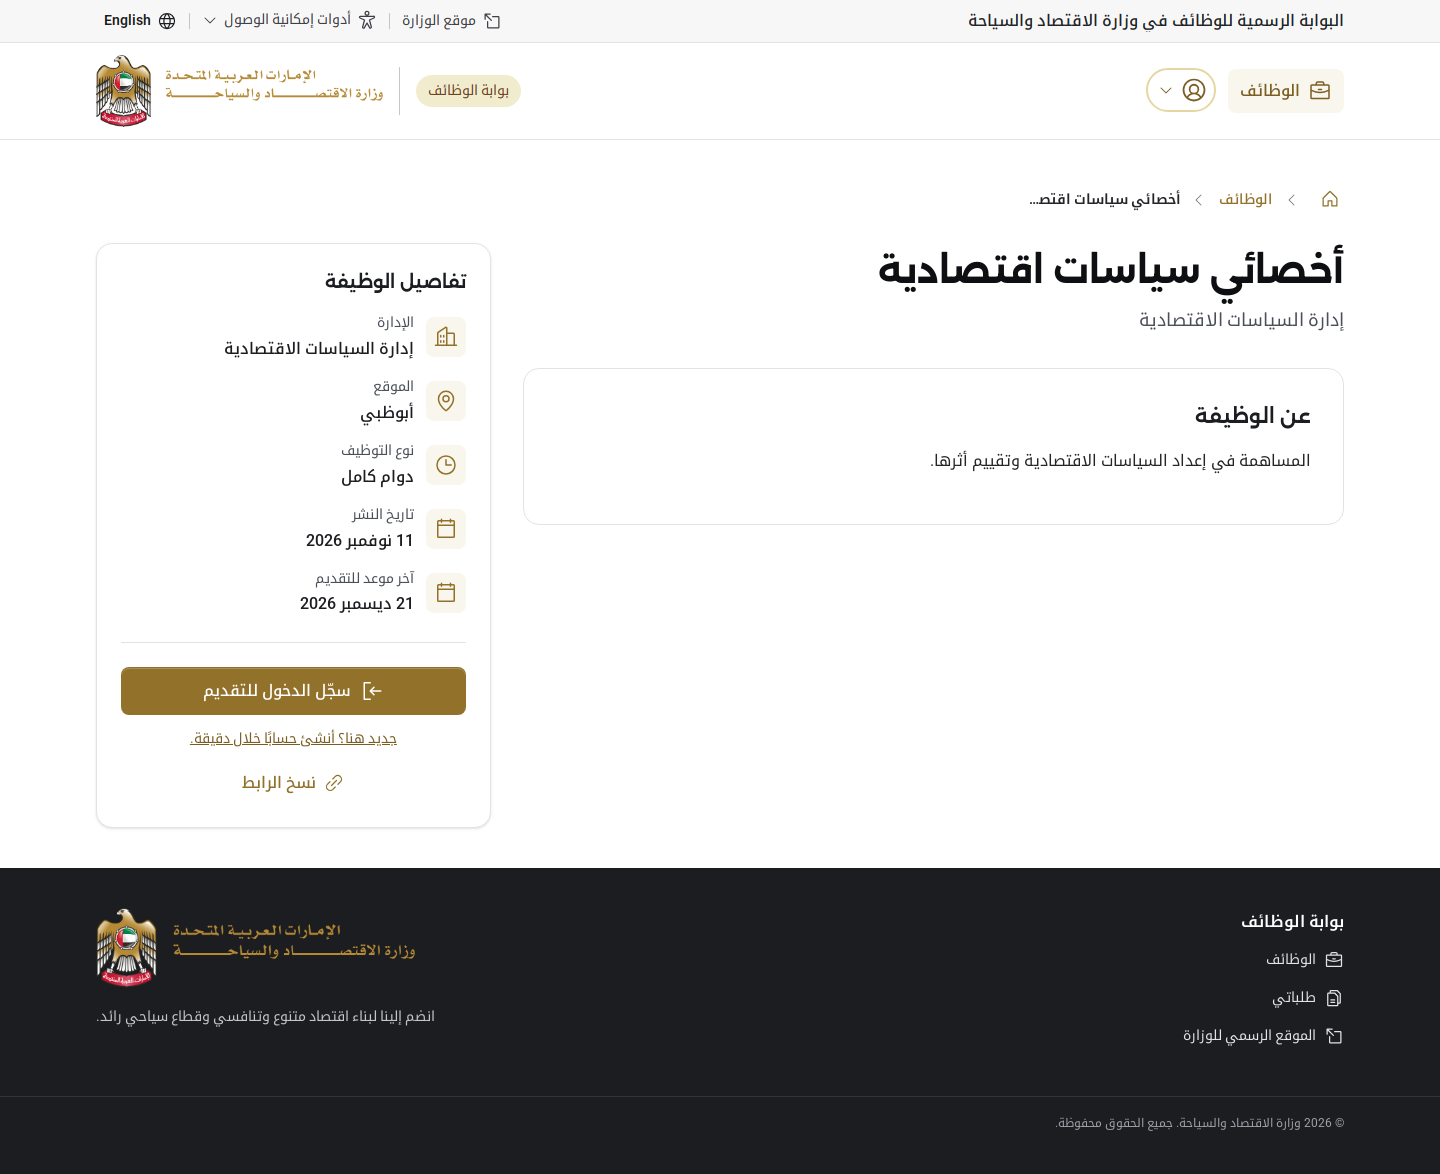 البوابة الرسمية للوظائف في وزارة الاقتصاد والسياحة
موقع الوزارة
أدوات إمكانية الوصول
English
الوظائف
بوابة الوظائف
الإمارات العربية المتحدة
وزارة الاقتصاد والسياحة
الوظائف
أخصائي سياسات اقتصـ...
أخصائي سياسات اقتصادية
إدارة السياسات الاقتصادية
عن الوظيفة
المساهمة في إعداد السياسات الاقتصادية وتقييم أثرها.
تفاصيل الوظيفة
الإدارة
إدارة السياسات الاقتصادية
الموقع
أبوظبي
نوع التوظيف
دوام كامل
تاريخ النشر
11 نوفمبر 2026
آخر موعد للتقديم
21 ديسمبر 2026
سجّل الدخول للتقديم
جديد هنا؟ أنشئ حسابًا خلال دقيقة.
نسخ الرابط
بوابة الوظائف
الوظائف
طلباتي
الموقع الرسمي للوزارة
الإمارات العربية المتحدة
وزارة الاقتصاد والسياحة
انضم إلينا لبناء اقتصاد متنوع وتنافسي وقطاع سياحي رائد.
© 2026 وزارة الاقتصاد والسياحة. جميع الحقوق محفوظة.